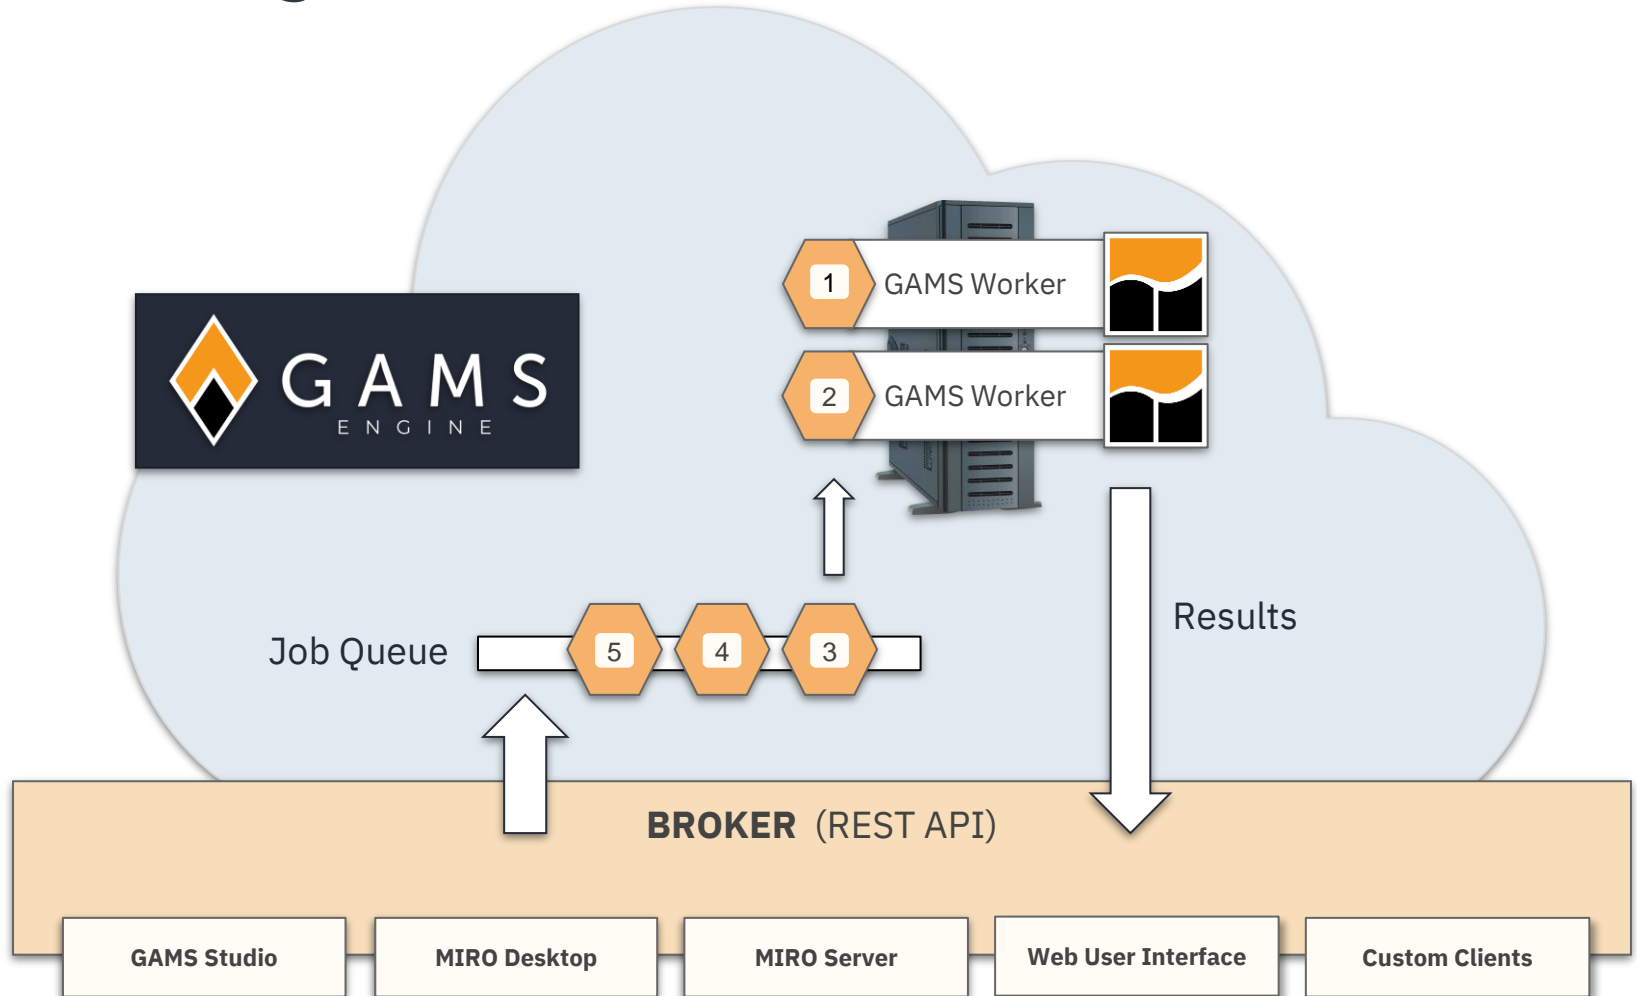 1 GAMS Worker
GAMS
ENGINE
2 GAMS Worker
Results
Job Queue 5 4 3
BROKER (REST API)
GAMS Studio
MIRO Desktop
MIRO Server
Web User Interface
Custom Clients